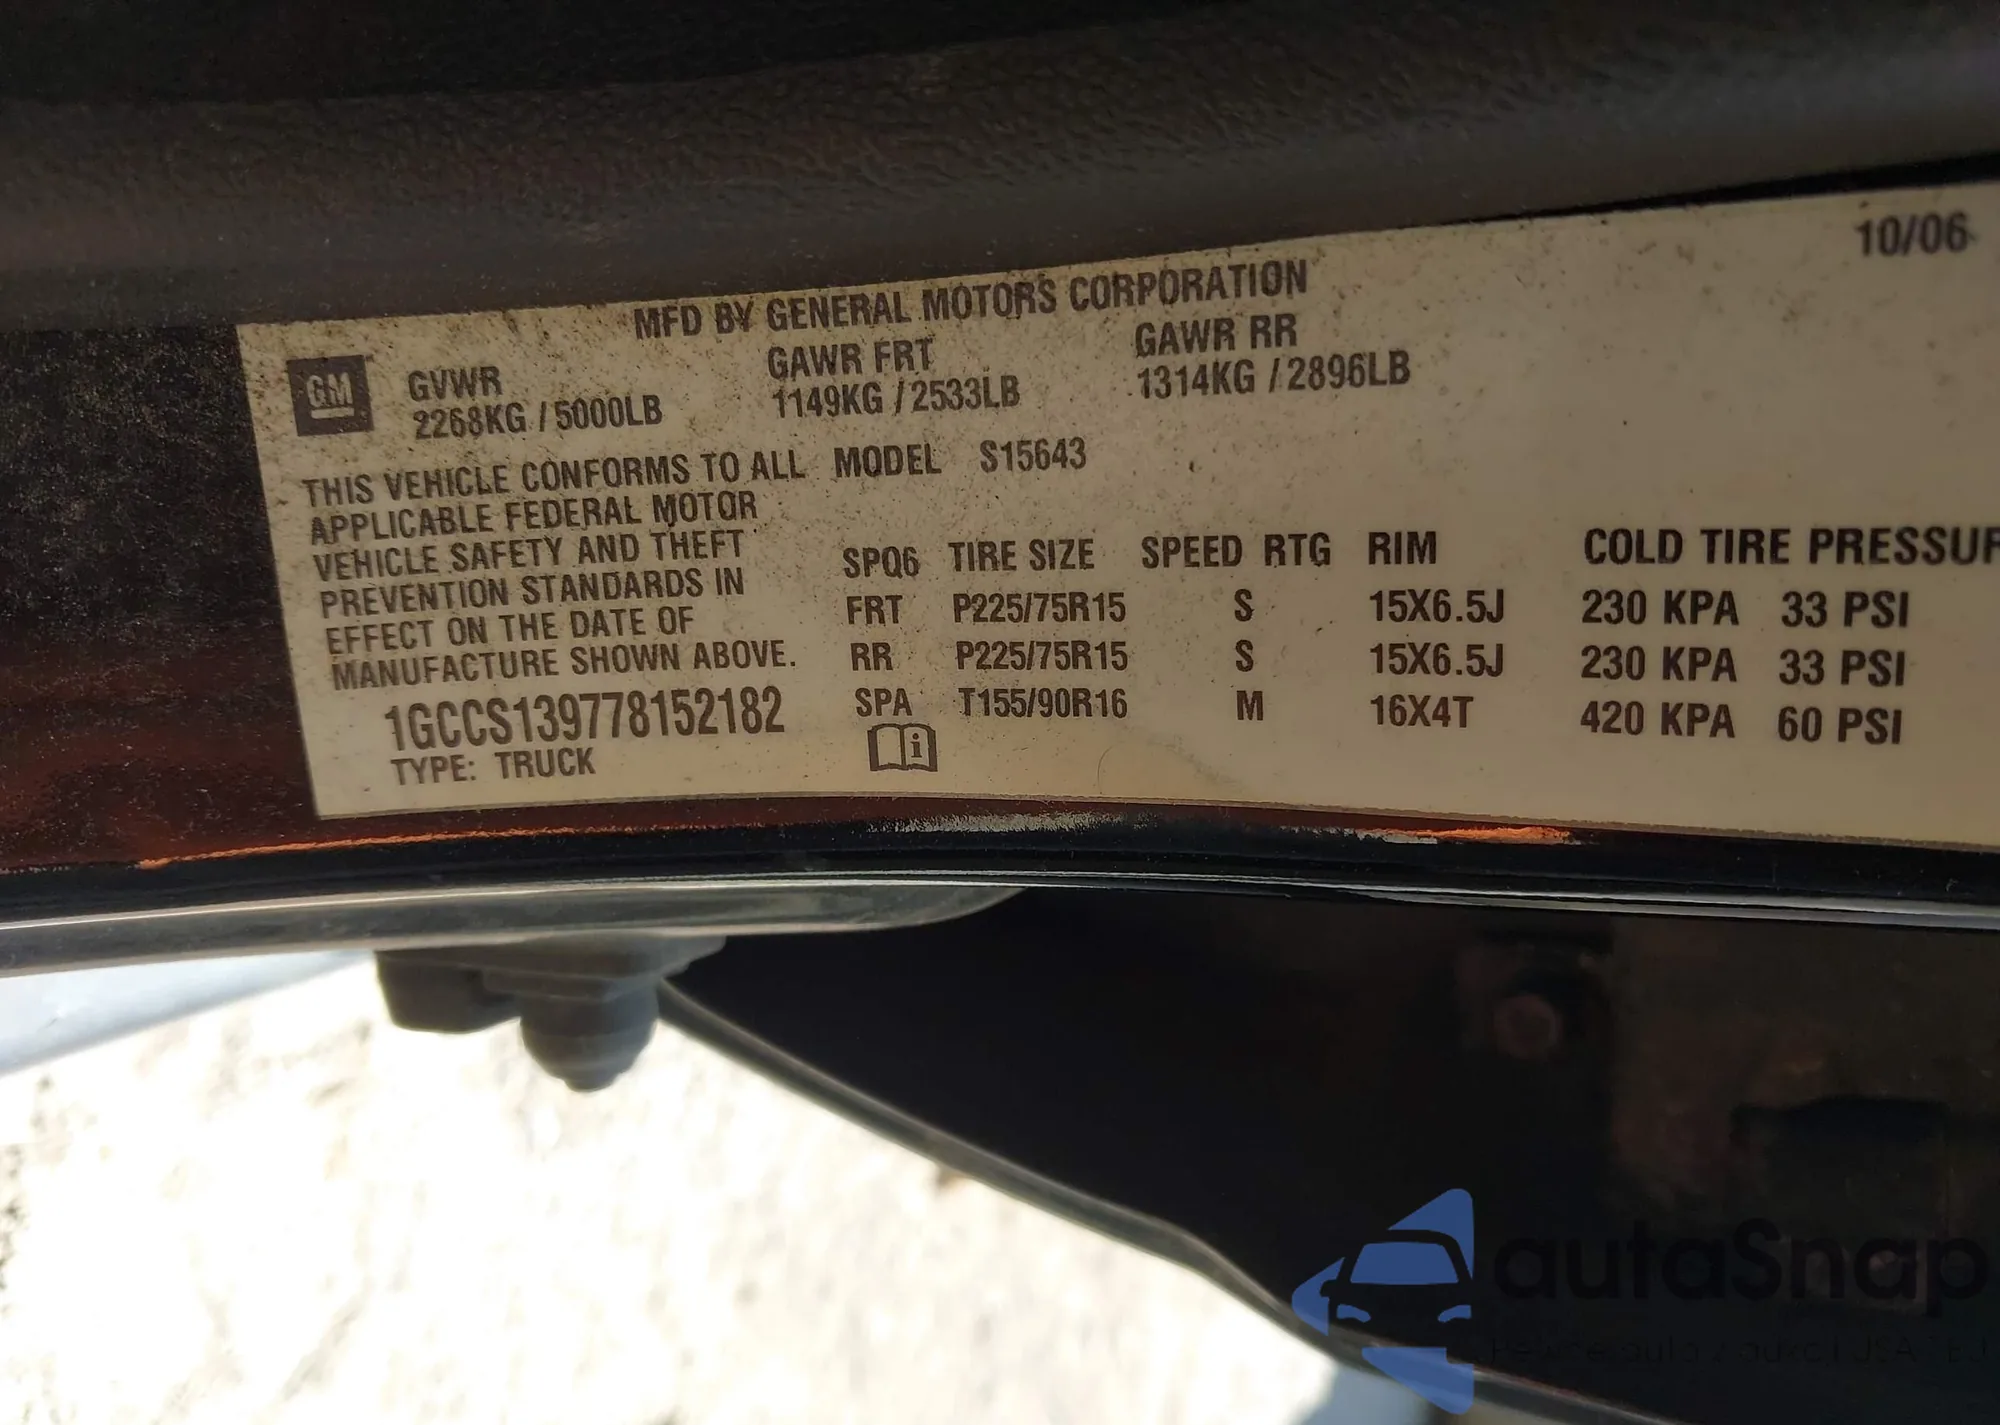 10/06
MFD BY GENERAL MOTORS CORPORATION
GM
GVWR GAWR FRT GAWR RR
2268KG / 5000LB 1149KG / 2533LB 1314KG / 2896LB
THIS VEHICLE CONFORMS TO ALL MODEL S15643
APPLICABLE FEDERAL MOTOR
VEHICLE SAFETY AND THEFT
PREVENTION STANDARDS IN
EFFECT ON THE DATE OF
MANUFACTURE SHOWN ABOVE.
1GCCS139778152182
TYPE: TRUCK
SPQ6 TIRE SIZE SPEED RTG RIM COLD TIRE PRESSUR
FRT P225/75R15 S 15X6.5J 230 KPA 33 PSI
RR P225/75R15 S 15X6.5J 230 KPA 33 PSI
SPA T155/90R16 M 16X4T 420 KPA 60 PSI
autaSnap